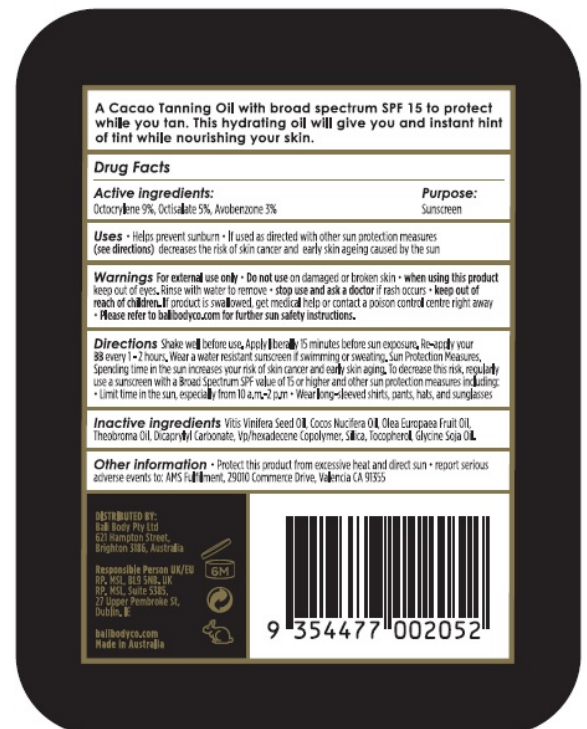 A Cacao Tanning Oil with broad spectrum SPF 15 to protect
while you tan. This hydrating oil will give you and instant hint
of tint while nourishing your skin.
Drug Facts
Active ingredients: Purpose:
Octocrylene 9%, Octisalate 5%, Avobenzone 3% Sunscreen
Uses • Helps prevent sunburn • If used as directed with other sun protection measures
(see directions) decreases the risk of skin cancer and early skin ageing caused by the sun
Warnings For external use only • Do not use on damaged or broken skin • when using this product
keep out of eyes. Rinse with water to remove • stop use and ask a doctor if rash occurs • keep out of
reach of children. If product is swallowed, get medical help or contact a poison control centre right away
• Please refer to balibodyco.com for further sun safety instructions.
Directions Shake well before use. Apply liberally 15 minutes before sun exposure. Re-apply your
BB every 1 - 2 hours. Wear a water resistant sunscreen if swimming or sweating. Sun Protection Measures.
Spending time in the sun increases your risk of skin cancer and early skin aging. To decrease this risk, regularly
use a sunscreen with a Broad Spectrum SPF value of 15 or higher and other sun protection measures including:
• Limit time in the sun, especially from 10 a.m.-2 p.m • Wear long-sleeved shirts, pants, hats, and sunglasses
Inactive ingredients Vitis Vinifera Seed Oil, Cocos Nucifera Oil, Olea Europaea Fruit Oil,
Theobroma Oil, Dicaprlyl Carbonate, Vp/hexadecene Copolymer, Silica, Tocopherol, Glycine Soja Oil.
Other information • Protect this product from excessive heat and direct sun • report serious
adverse events to: AMS Fulfilment, 29010 Commerce Drive, Valencia CA 91355
DISTRIBUTED BY:
Bali Body Pty Ltd
621 Hampton Street,
Brighton 3186, Australia
Responsible Person UK/EU
RP. MSL, BL9 5NB. UK
RP. MSL, Suite 5385,
27 Upper Pembroke St,
Dublin. IE
balibodyco.com
Made in Australia
6M
9 354477 002052